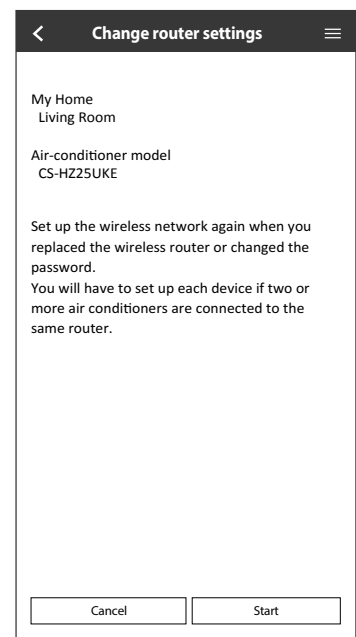 Change router settings
My Home
Living Room
Air-conditioner model
CS-HZ25UKE
Set up the wireless network again when you
replaced the wireless router or changed the
password.
You will have to set up each device if two or
more air conditioners are connected to the
same router.
Cancel
Start